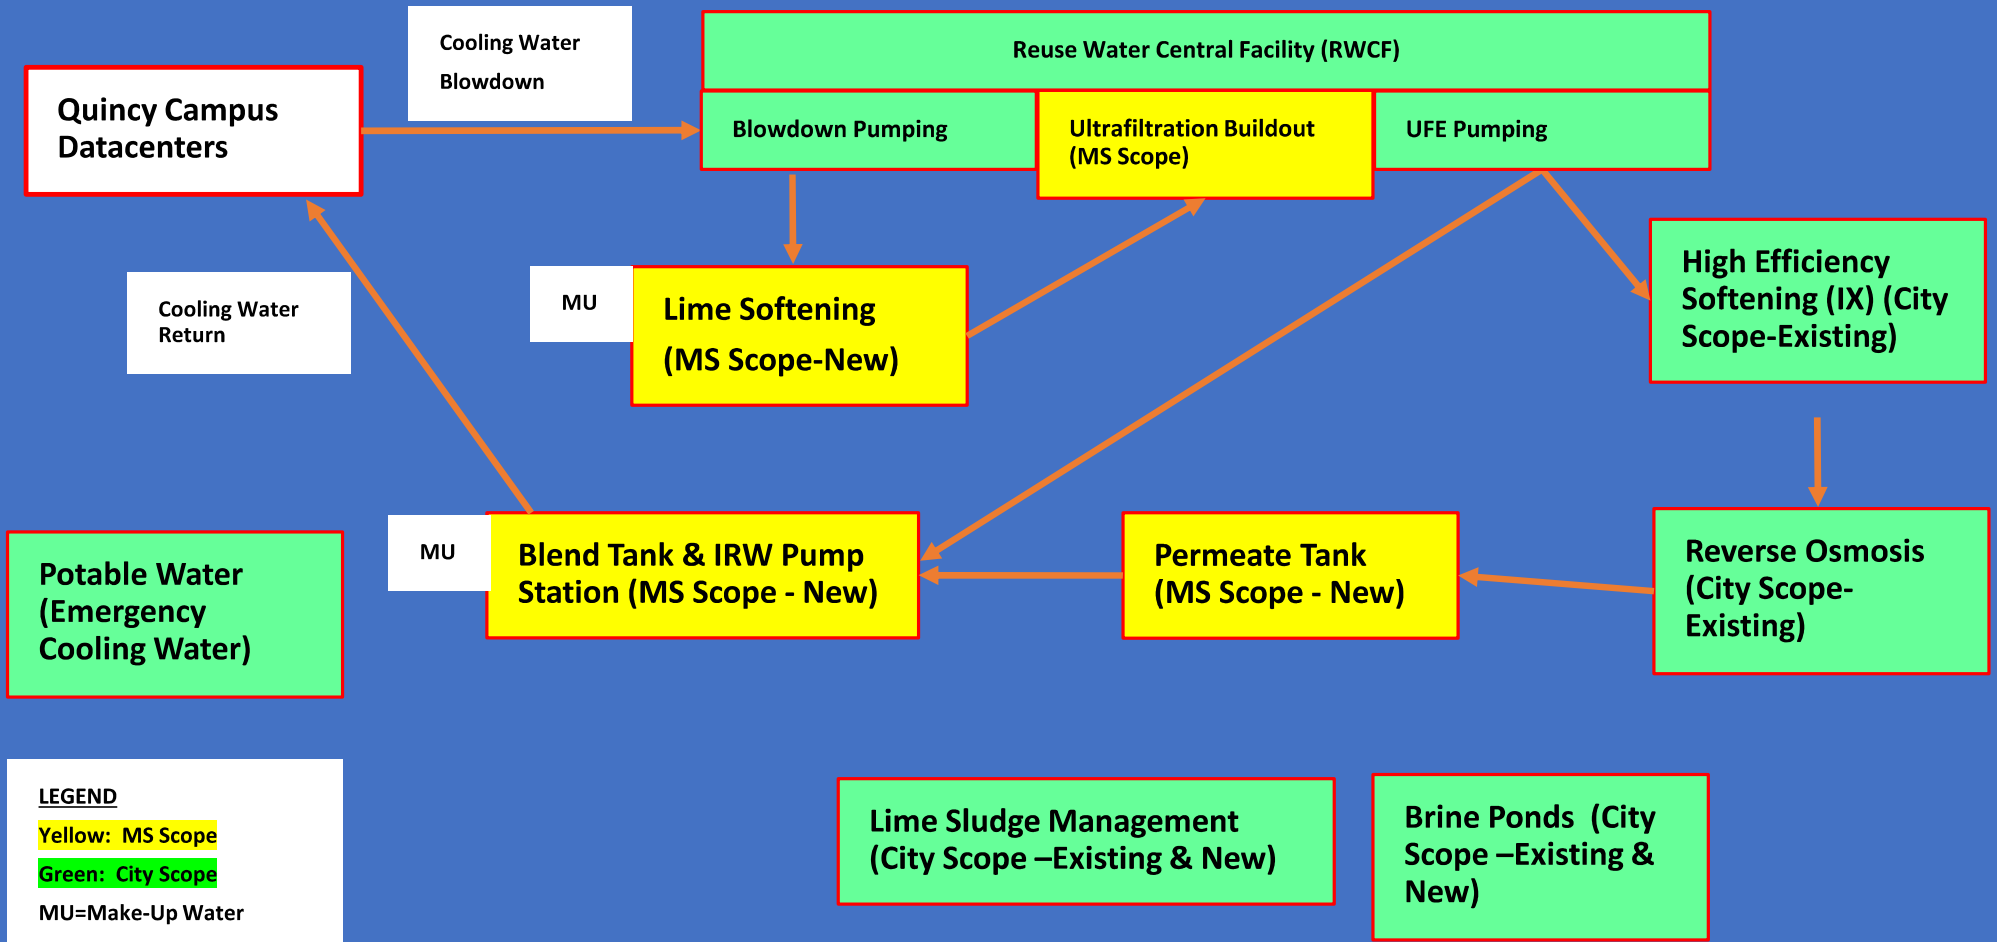 Cooling Water
Blowdown
Reuse Water Central Facility (RWCF)
Quincy Campus
Datacenters
Blowdown Pumping
Ultrafiltration Buildout
(MS Scope)
UFE Pumping
High Efficiency
Softening (IX) (City
Scope-Existing)
Cooling Water
Return
MU
Lime Softening
(MS Scope-New)
MU
Blend Tank & IRW Pump
Station (MS Scope - New)
Permeate Tank
(MS Scope - New)
Reverse Osmosis
(City Scope-
Existing)
Potable Water
(Emergency
Cooling Water)
LEGEND
Yellow:  MS Scope
Green:  City Scope
MU=Make-Up Water
Lime Sludge Management
(City Scope –Existing & New)
Brine Ponds  (City
Scope –Existing &
New)